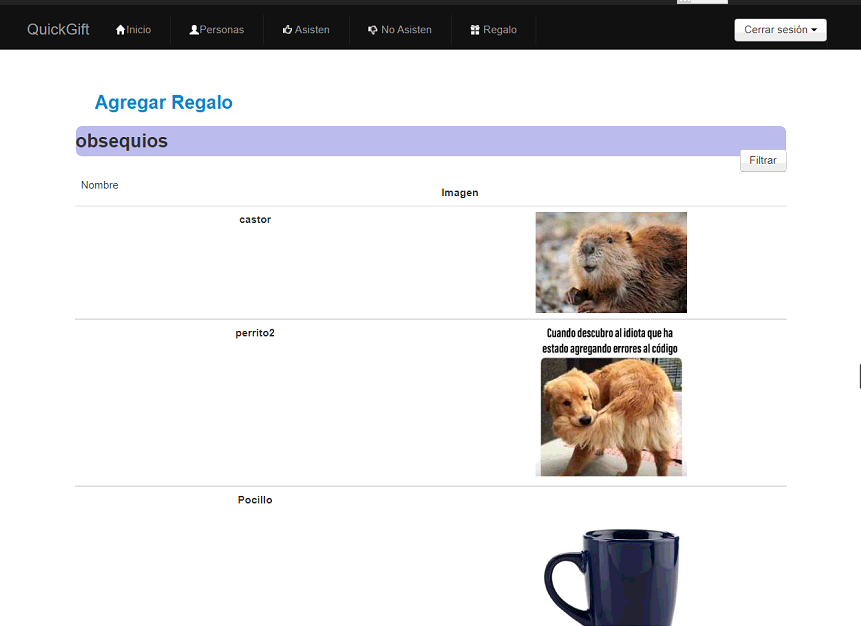 QuickGift Inicio Personas Asisten No Asisten Regalo Cerrar sesión
Agregar Regalo
obsequios
Filtrar
Nombre Imagen
castor
perrito2
Cuando descubro al idiota que ha
estado agregando errores al código
Pocillo